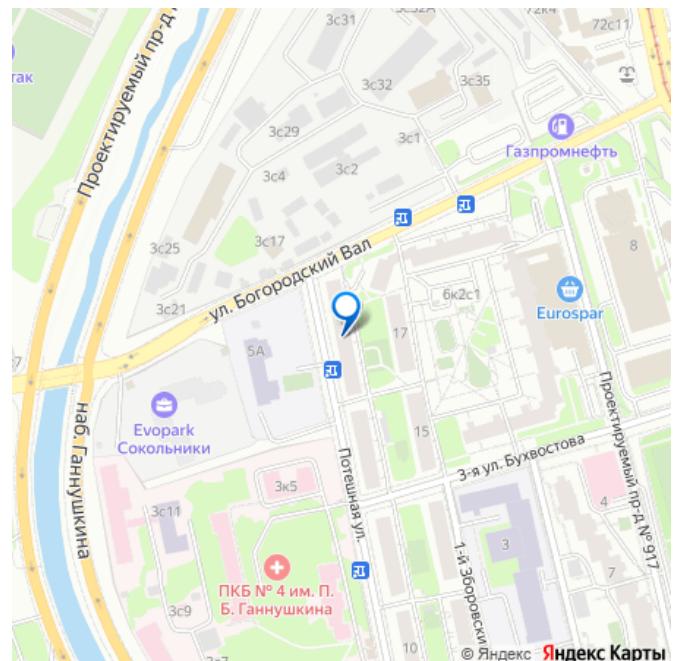 3с31
3с32А
72к4
72с11
так
Проектируемый пр-д
3с32
3с35
3с29
3с1
Газпромнефть
3с4
3с2
3с25
3с17
ул. Богородский Вал
8
3с21
6к2с1
Eurospar
17
5А
Evopark
Сокольники
наб. Ганнушкина
Потешная ул.
15
3-я ул. Бухвостова
Проектируемый пр-д № 917
3к5
3с11
3
4
1-й Зборовски
7
ПКБ № 4 им. П.
Б. Ганнушкина
3с9
10
© Яндекс Яндекс Карты